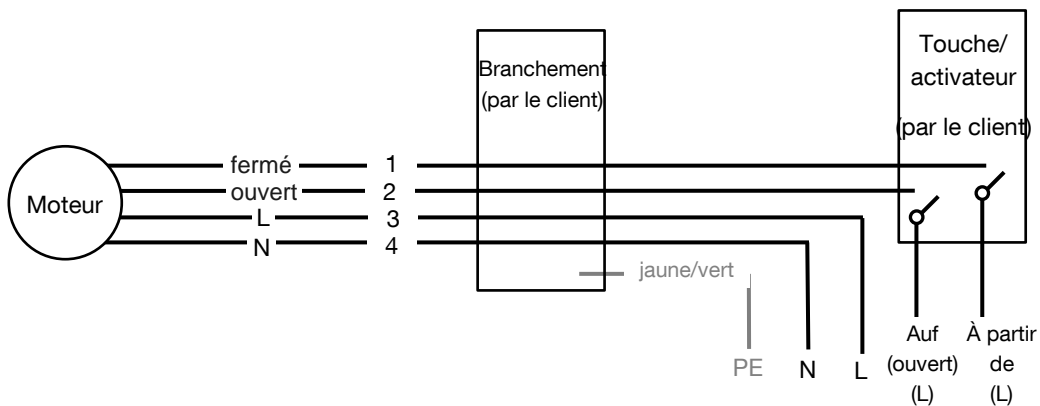 Branchement
(par le client)
Touche/
activateur
(par le client)
Moteur
fermé 1
ouvert 2
L 3
N 4
jaune/vert
PE
N
L
Auf
(ouvert)
(L)
À partir
de
(L)